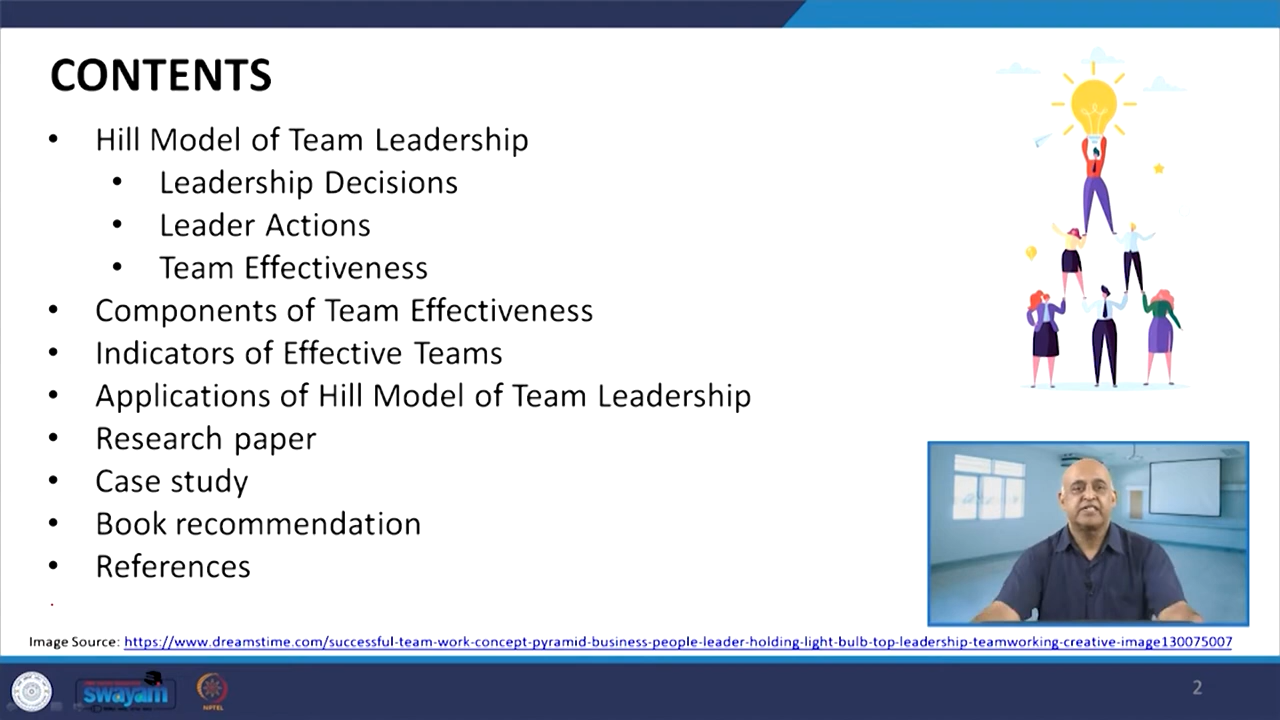 CONTENTS
• Hill Model of Team Leadership
• Leadership Decisions
• Leader Actions
• Team Effectiveness
• Components of Team Effectiveness
• Indicators of Effective Teams
• Applications of Hill Model of Team Leadership
• Research paper
• Case study
• Book recommendation
• References
Image Source: https://www.dreamstime.com/successful-team-work-concept-pyramid-business-people-leader-holding-light-bulb-top-leadership-teamworking-creative-image130075007
swayam
NPTEL
2